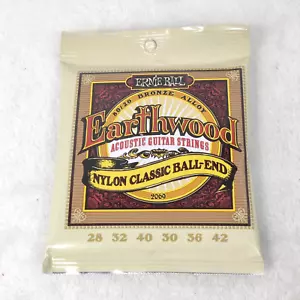 ERNIE BALL
80/20 BRONZE ALLOY
Earthwood
ACOUSTIC GUITAR STRINGS
NYLON CLASSIC BALL-END
2069
28 32 40 30 36 42